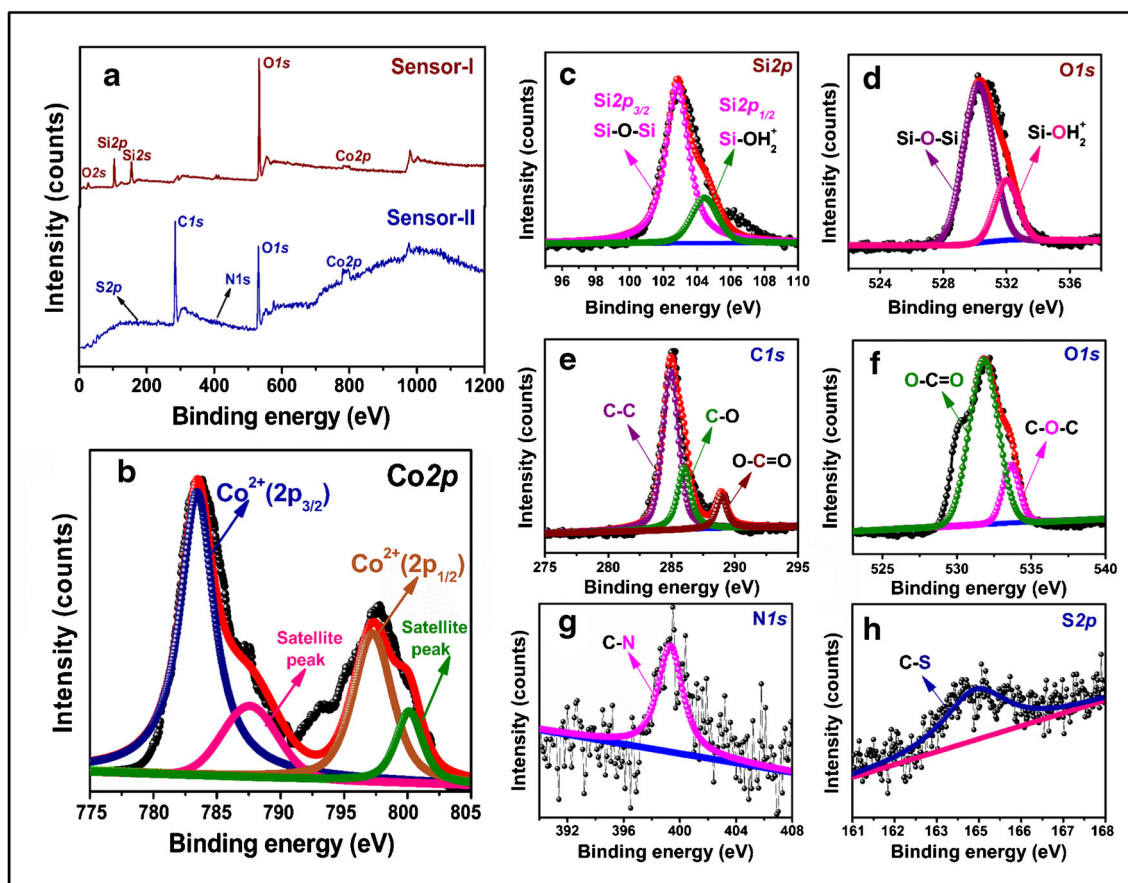 a
Sensor-I
O1s
Si2p
Si2s
O2s
Co2p
Sensor-II
C1s
O1s
Co2p
S2p
N1s
Intensity (counts)
0 200 400 600 800 1000 1200
Binding energy (eV)
b
Co2p
Co2+(2p3/2)
Co2+(2p1/2)
Satellite
peak
Satellite
peak
Intensity (counts)
775 780 785 790 795 800 805
Binding energy (eV)
c
Si2p
Si2p3/2
Si2p1/2
Si-O-Si
Si-OH2+
Intensity (counts)
96 98 100 102 104 106 108 110
Binding energy (eV)
d
O1s
Si-O-Si
Si-OH2+
Intensity (counts)
524 528 532 536
Binding energy (eV)
e
C1s
C-C
C-O
O-C=O
Intensity (counts)
275 280 285 290 295
Binding energy (eV)
f
O1s
O-C=O
C-O-C
Intensity (counts)
525 530 535 540
Binding energy (eV)
g
N1s
C-N
Intensity (counts)
392 396 400 404 408
Binding energy (eV)
h
S2p
C-S
Intensity (counts)
161 162 163 164 165 166 167 168
Binding energy (eV)